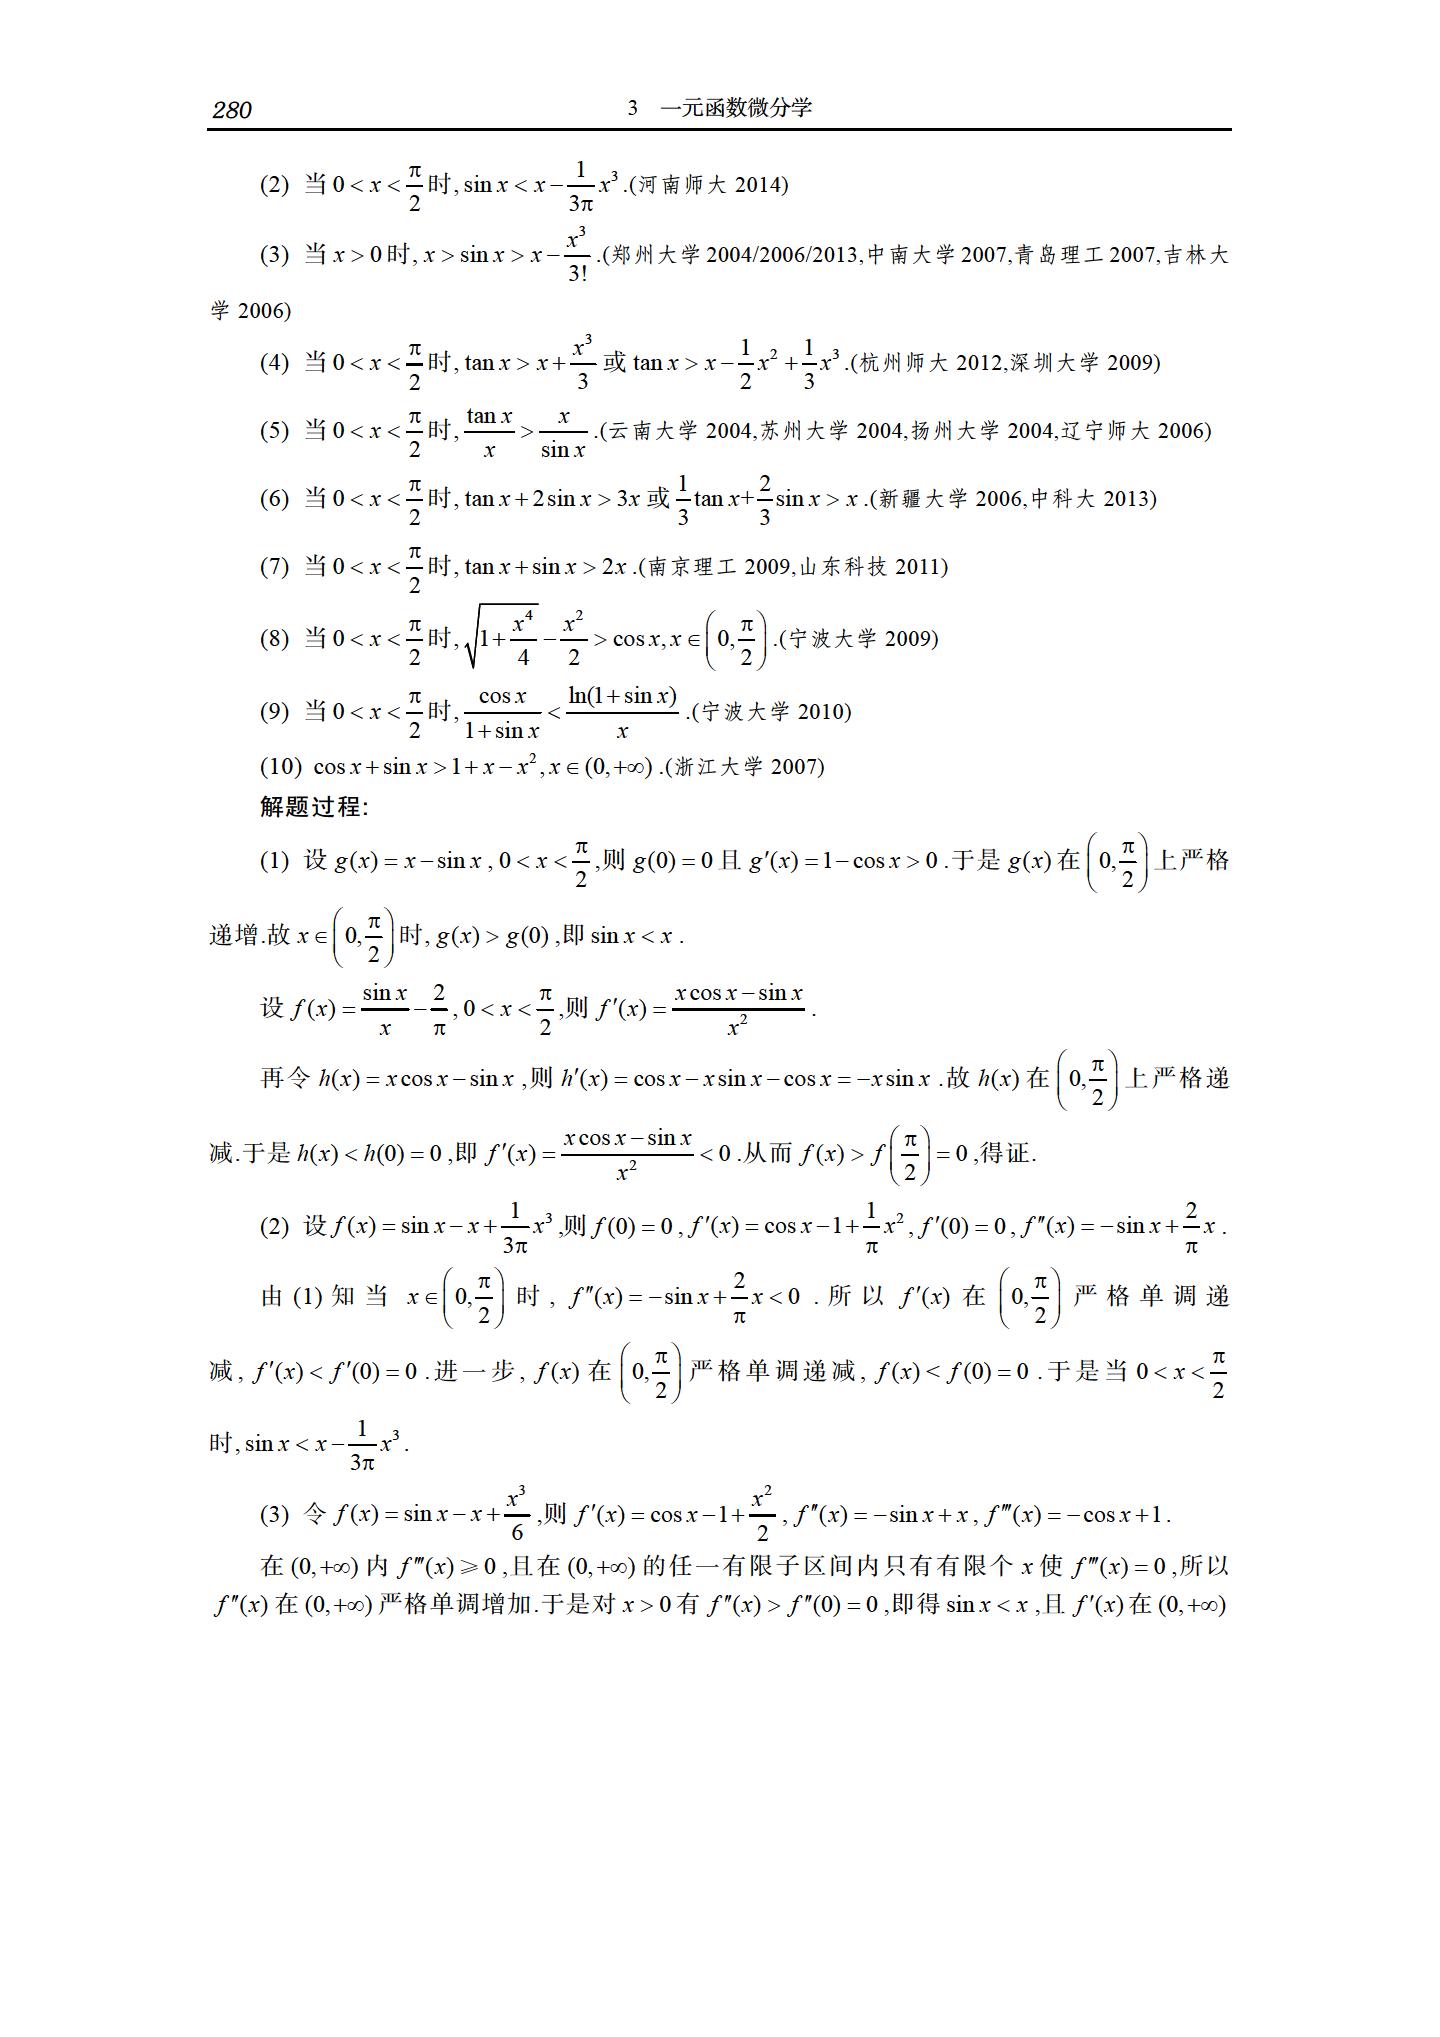 280 3 一元函数微分学
(2) 当 $0<x<\frac{\pi}{2}$ 时, $\sin x<x-\frac{1}{3\pi}x^3$ .(河南师大 2014)
(3) 当 $x>0$ 时, $x>\sin x>x-\frac{x^3}{3!}$ .(郑州大学 2004/2006/2013,中南大学 2007,青岛理工 2007,吉林大
学 2006)
(4) 当 $0<x<\frac{\pi}{2}$ 时, $\tan x>x+\frac{x^3}{3}$ 或 $\tan x>x-\frac{1}{2}x^2+\frac{1}{3}x^3$ .(杭州师大 2012,深圳大学 2009)
(5) 当 $0<x<\frac{\pi}{2}$ 时, $\frac{\tan x}{x}>\frac{x}{\sin x}$ .(云南大学 2004,苏州大学 2004,扬州大学 2004,辽宁师大 2006)
(6) 当 $0<x<\frac{\pi}{2}$ 时, $\tan x+2\sin x>3x$ 或 $\frac{1}{3}\tan x+\frac{2}{3}\sin x>x$ .(新疆大学 2006,中科大 2013)
(7) 当 $0<x<\frac{\pi}{2}$ 时, $\tan x+\sin x>2x$ .(南京理工 2009,山东科技 2011)
(8) 当 $0<x<\frac{\pi}{2}$ 时, $\sqrt{1+\frac{x^4}{4}}-\frac{x^2}{2}>\cos x,x\in\left(0,\frac{\pi}{2}\right)$ .(宁波大学 2009)
(9) 当 $0<x<\frac{\pi}{2}$ 时, $\frac{\cos x}{1+\sin x}<\frac{\ln(1+\sin x)}{x}$ .(宁波大学 2010)
(10) $\cos x+\sin x>1+x-x^2,x\in(0,+\infty)$ .(浙江大学 2007)
解题过程:
(1) 设 $g(x)=x-\sin x$ , $0<x<\frac{\pi}{2}$ ,则 $g(0)=0$ 且 $g'(x)=1-\cos x>0$ .于是 $g(x)$ 在 $\left(0,\frac{\pi}{2}\right)$ 上严格
递增.故 $x\in\left(0,\frac{\pi}{2}\right)$ 时, $g(x)>g(0)$ ,即 $\sin x<x$ .
设 $f(x)=\frac{\sin x}{x}-\frac{2}{\pi}$ , $0<x<\frac{\pi}{2}$ ,则 $f'(x)=\frac{x\cos x-\sin x}{x^2}$ .
再令 $h(x)=x\cos x-\sin x$ ,则 $h'(x)=\cos x-x\sin x-\cos x=-x\sin x$ .故 $h(x)$ 在 $\left(0,\frac{\pi}{2}\right)$ 上严格递
减.于是 $h(x)<h(0)=0$ ,即 $f'(x)=\frac{x\cos x-\sin x}{x^2}<0$ .从而 $f(x)>f\left(\frac{\pi}{2}\right)=0$ ,得证.
(2) 设 $f(x)=\sin x-x+\frac{1}{3\pi}x^3$ ,则 $f(0)=0$ , $f'(x)=\cos x-1+\frac{1}{\pi}x^2$ , $f'(0)=0$ , $f''(x)=-\sin x+\frac{2}{\pi}x$ .
由 (1) 知 当 $x\in\left(0,\frac{\pi}{2}\right)$ 时 , $f''(x)=-\sin x+\frac{2}{\pi}x<0$ . 所 以 $f'(x)$ 在 $\left(0,\frac{\pi}{2}\right)$ 严 格 单 调 递
减, $f'(x)<f'(0)=0$ .进一步, $f(x)$ 在 $\left(0,\frac{\pi}{2}\right)$ 严格单调递减, $f(x)<f(0)=0$ .于是当 $0<x<\frac{\pi}{2}$
时, $\sin x<x-\frac{1}{3\pi}x^3$ .
(3) 令 $f(x)=\sin x-x+\frac{x^3}{6}$ ,则 $f'(x)=\cos x-1+\frac{x^2}{2}$ , $f''(x)=-\sin x+x$ , $f'''(x)=-\cos x+1$ .
在 $(0,+\infty)$ 内 $f'''(x)\geqslant 0$ ,且在 $(0,+\infty)$ 的任一有限子区间内只有有限个 $x$ 使 $f'''(x)=0$ ,所以
$f''(x)$ 在 $(0,+\infty)$ 严格单调增加.于是对 $x>0$ 有 $f''(x)>f''(0)=0$ ,即得 $\sin x<x$ ,且 $f'(x)$ 在 $(0,+\infty)$